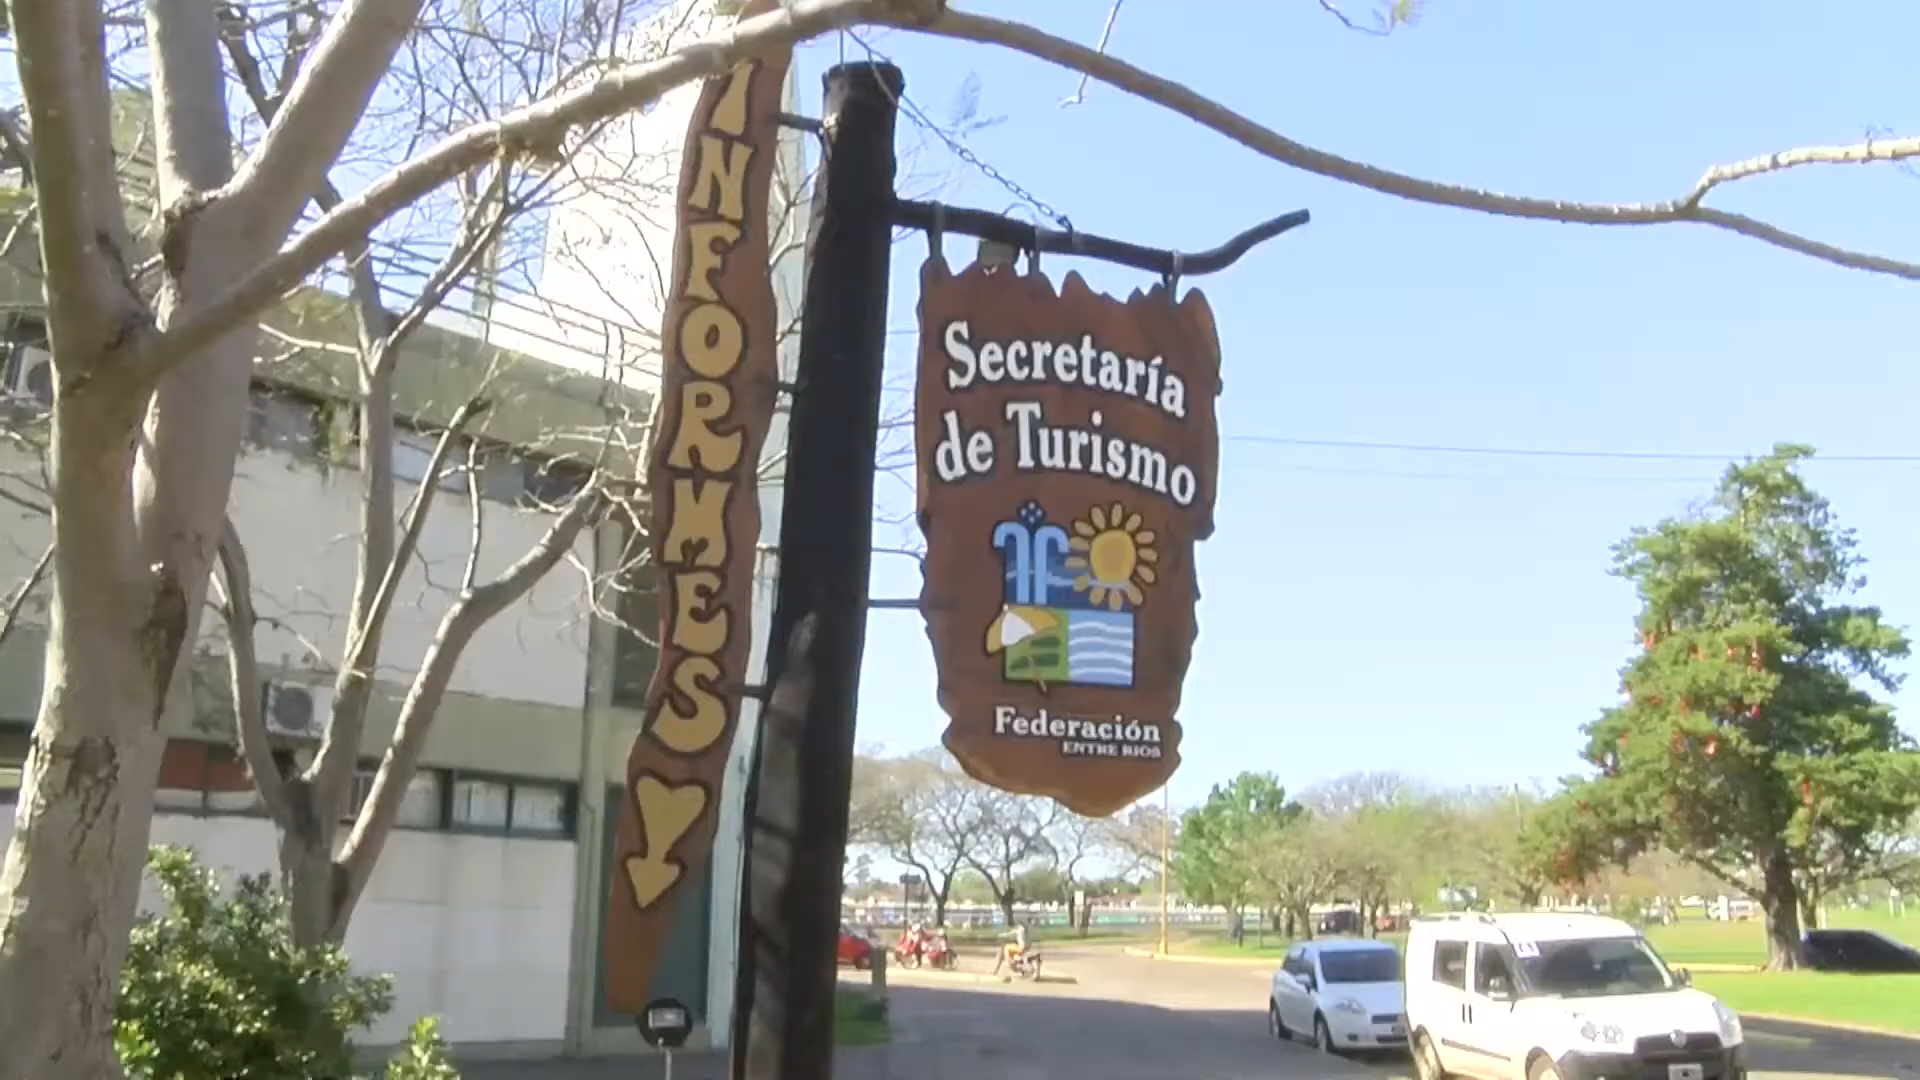 INFORMES
Secretaría
de Turismo
Federación
ENTRE RIOS